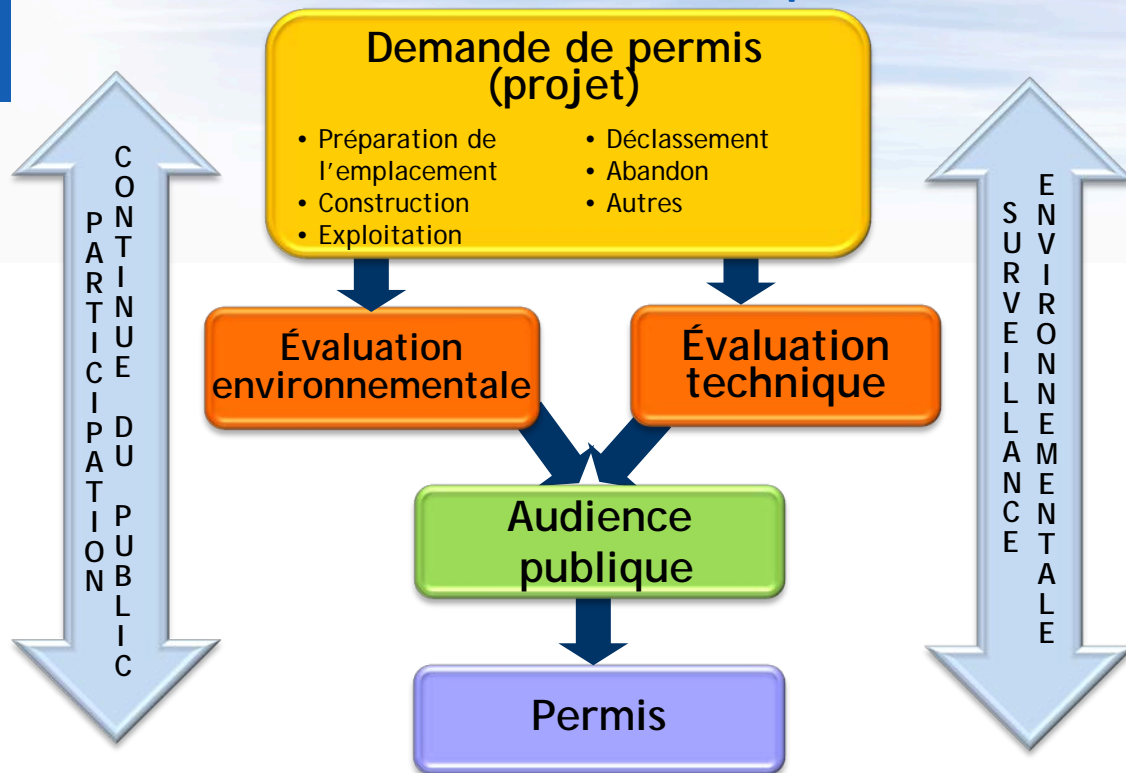 Demande de permis
(projet)
• Préparation de
l'emplacement
• Construction
• Exploitation
• Déclassement
• Abandon
• Autres
PARTICIPATION
CONTINUE DU PUBLIC
SURVEILLANCE
ENVIRONNEMENTALE
Évaluation
environnementale
Évaluation
technique
Audience
publique
Permis